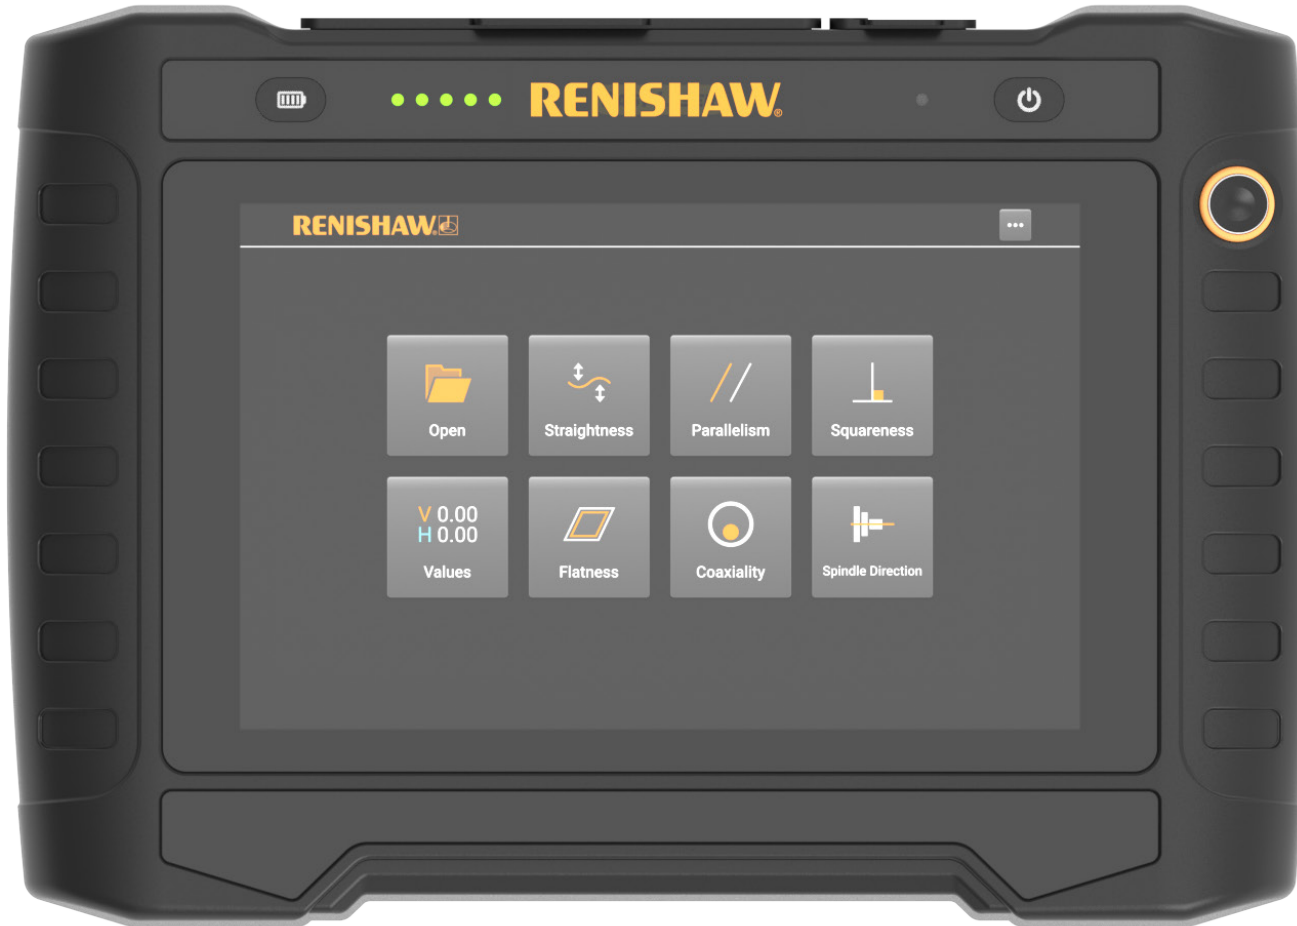 RENISHAW®
RENISHAW
...
Open
Straightness
Parallelism
Squareness
V 0.00
H 0.00
Values
Flatness
Coaxiality
Spindle Direction